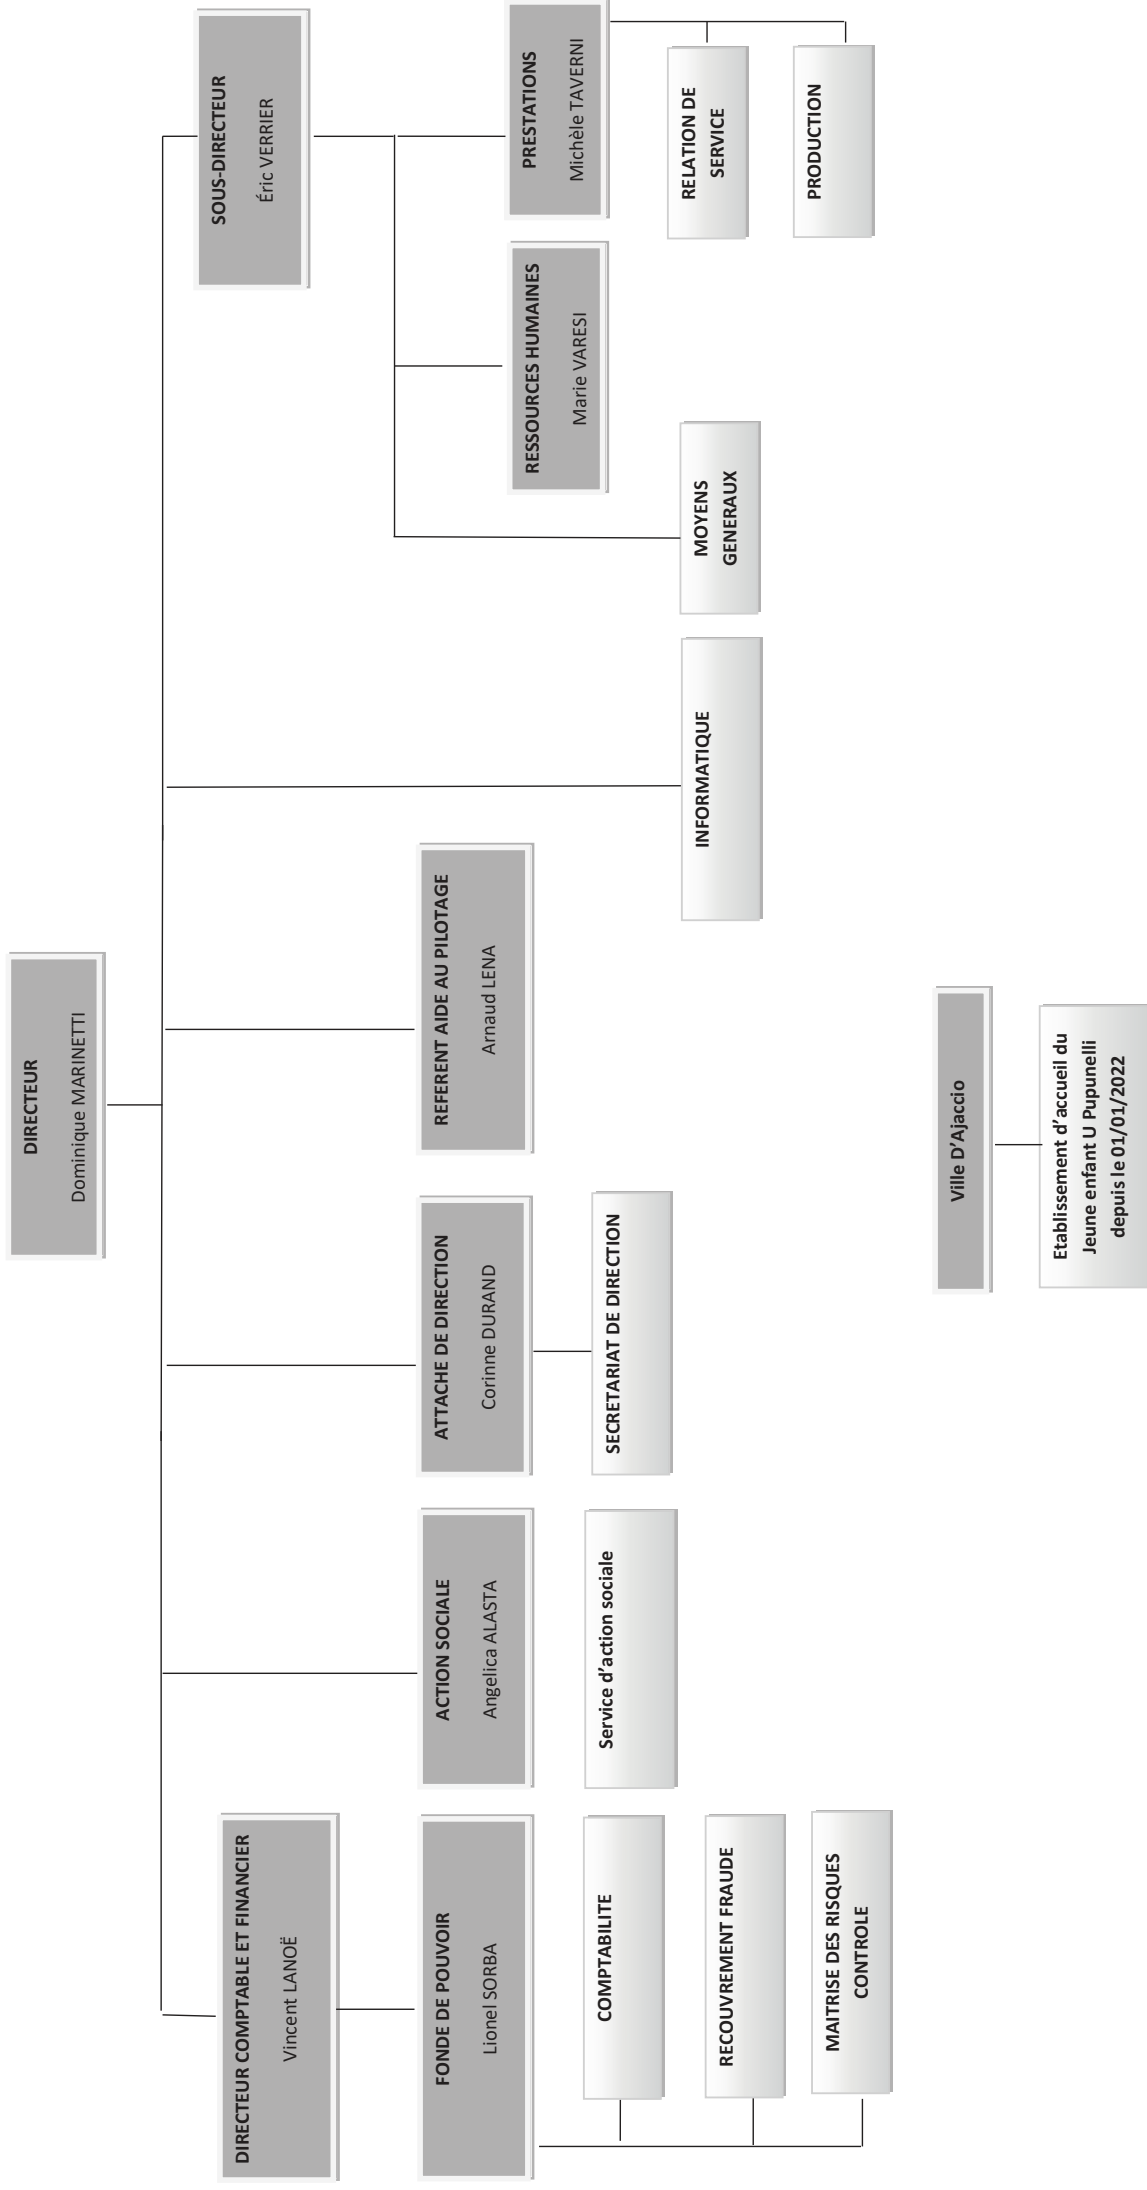 DIRECTEUR
Dominique MARINETTI
DIRECTEUR COMPTABLE ET FINANCIER
Vincent LANOË
SOUS-DIRECTEUR
Éric VERRIER
FONDE DE POUVOIR
Lionel SORBA
ACTION SOCIALE
Angelica ALASTA
ATTACHE DE DIRECTION
Corinne DURAND
REFERENT AIDE AU PILOTAGE
Arnaud LENA
RESSOURCES HUMAINES
Marie VARESI
PRESTATIONS
Michèle TAVERNI
COMPTABILITE
Service d'action sociale
SECRETARIAT DE DIRECTION
INFORMATIQUE
MOYENS
GENERAUX
RELATION DE
SERVICE
RECOUVREMENT FRAUDE
PRODUCTION
MAITRISE DES RISQUES
CONTROLE
Ville D'Ajaccio
Etablissement d'accueil du
Jeune enfant U Pupunelli
depuis le 01/01/2022